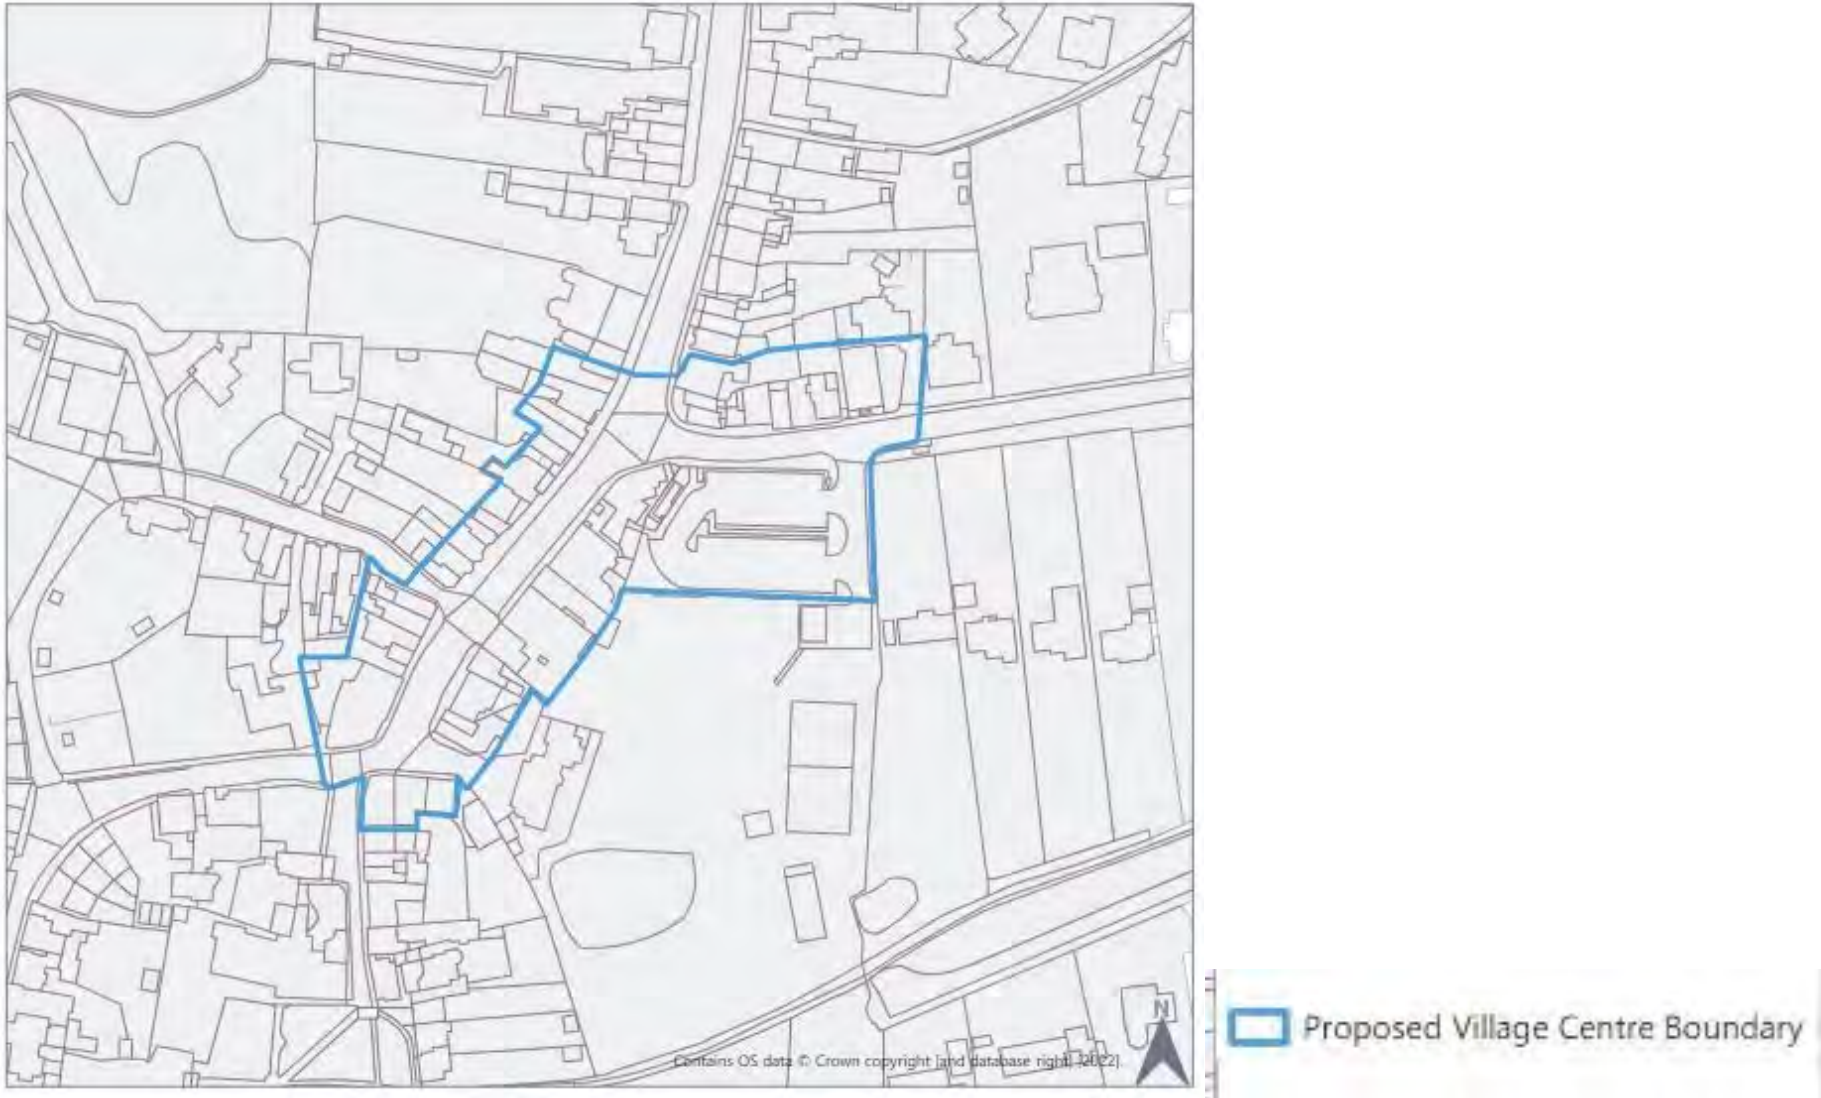 N
Contains OS data © Crown copyright [and database right] [2022].
Proposed Village Centre Boundary